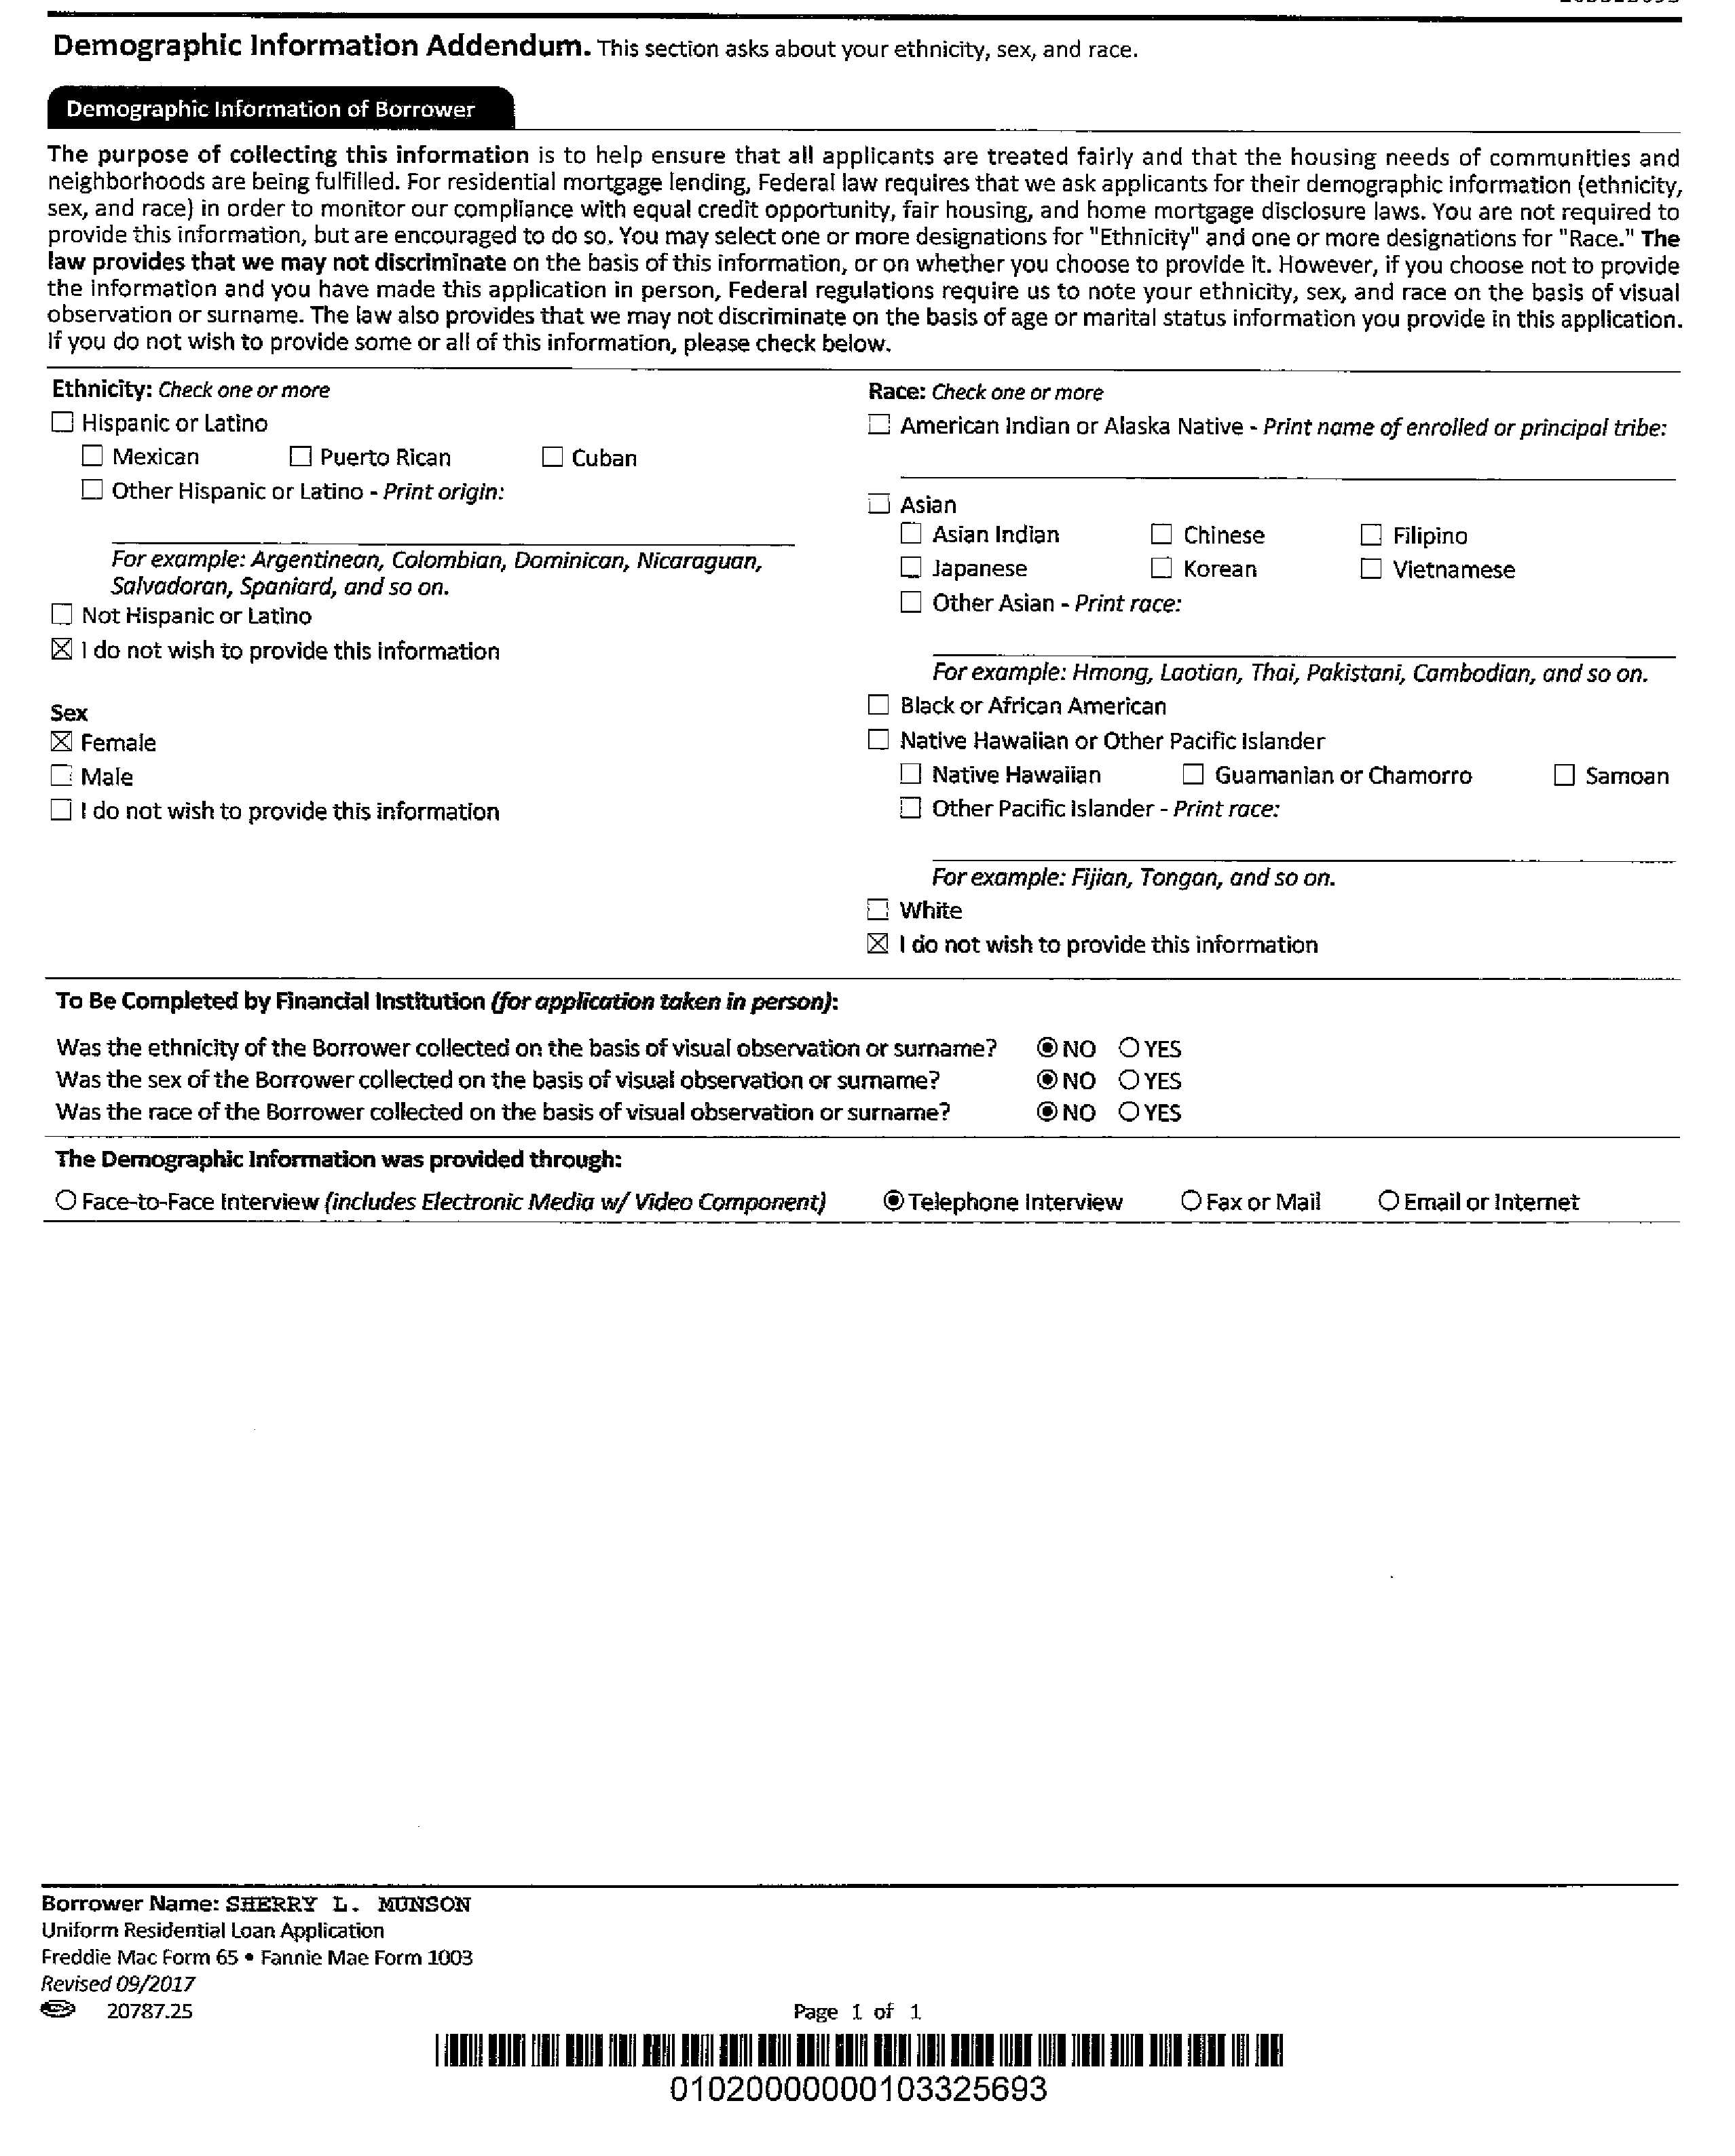 Demographic Information Addendum. This section asks about your ethnicity, sex, and race.
Demographic Information of Borrower
The purpose of collecting this information is to help ensure that all applicants are treated fairly and that the housing needs of communities and
neighborhoods are being fulfilled. For residential mortgage lending, Federal law requires that we ask applicants for their demographic information (ethnicity,
sex, and race) in order to monitor our compliance with equal credit opportunity, fair housing, and home mortgage disclosure laws. You are not required to
provide this information, but are encouraged to do so. You may select one or more designations for "Ethnicity" and one or more designations for "Race." The
law provides that we may not discriminate on the basis of this information, or on whether you choose to provide it. However, if you choose not to provide
the information and you have made this application in person, Federal regulations require us to note your ethnicity, sex, and race on the basis of visual
observation or surname. The law also provides that we may not discriminate on the basis of age or marital status information you provide in this application.
If you do not wish to provide some or all of this information, please check below.
Ethnicity: Check one or more
☐ Hispanic or Latino
☐ Mexican ☐ Puerto Rican ☐ Cuban
☐ Other Hispanic or Latino - Print origin:
For example: Argentinean, Colombian, Dominican, Nicaraguan,
Salvadoran, Spaniard, and so on.
☐ Not Hispanic or Latino
☒ I do not wish to provide this information
Sex
☒ Female
☐ Male
☐ I do not wish to provide this information
Race: Check one or more
☐ American Indian or Alaska Native - Print name of enrolled or principal tribe:
☐ Asian
☐ Asian Indian ☐ Chinese ☐ Filipino
☐ Japanese ☐ Korean ☐ Vietnamese
☐ Other Asian - Print race:
For example: Hmong, Laotian, Thai, Pakistani, Cambodian, and so on.
☐ Black or African American
☐ Native Hawaiian or Other Pacific Islander
☐ Native Hawaiian ☐ Guamanian or Chamorro ☐ Samoan
☐ Other Pacific Islander - Print race:
For example: Fijian, Tongan, and so on.
☐ White
☒ I do not wish to provide this information
To Be Completed by Financial Institution (for application taken in person):
Was the ethnicity of the Borrower collected on the basis of visual observation or surname? ◉ NO ○ YES
Was the sex of the Borrower collected on the basis of visual observation or surname? ◉ NO ○ YES
Was the race of the Borrower collected on the basis of visual observation or surname? ◉ NO ○ YES
The Demographic Information was provided through:
○ Face-to-Face Interview (includes Electronic Media w/ Video Component) ◉ Telephone Interview ○ Fax or Mail ○ Email or Internet
Borrower Name: SHERRY L. MUNSON
Uniform Residential Loan Application
Freddie Mac Form 65 • Fannie Mae Form 1003
Revised 09/2017
20787.25
Page 1 of 1
01020000000103325693